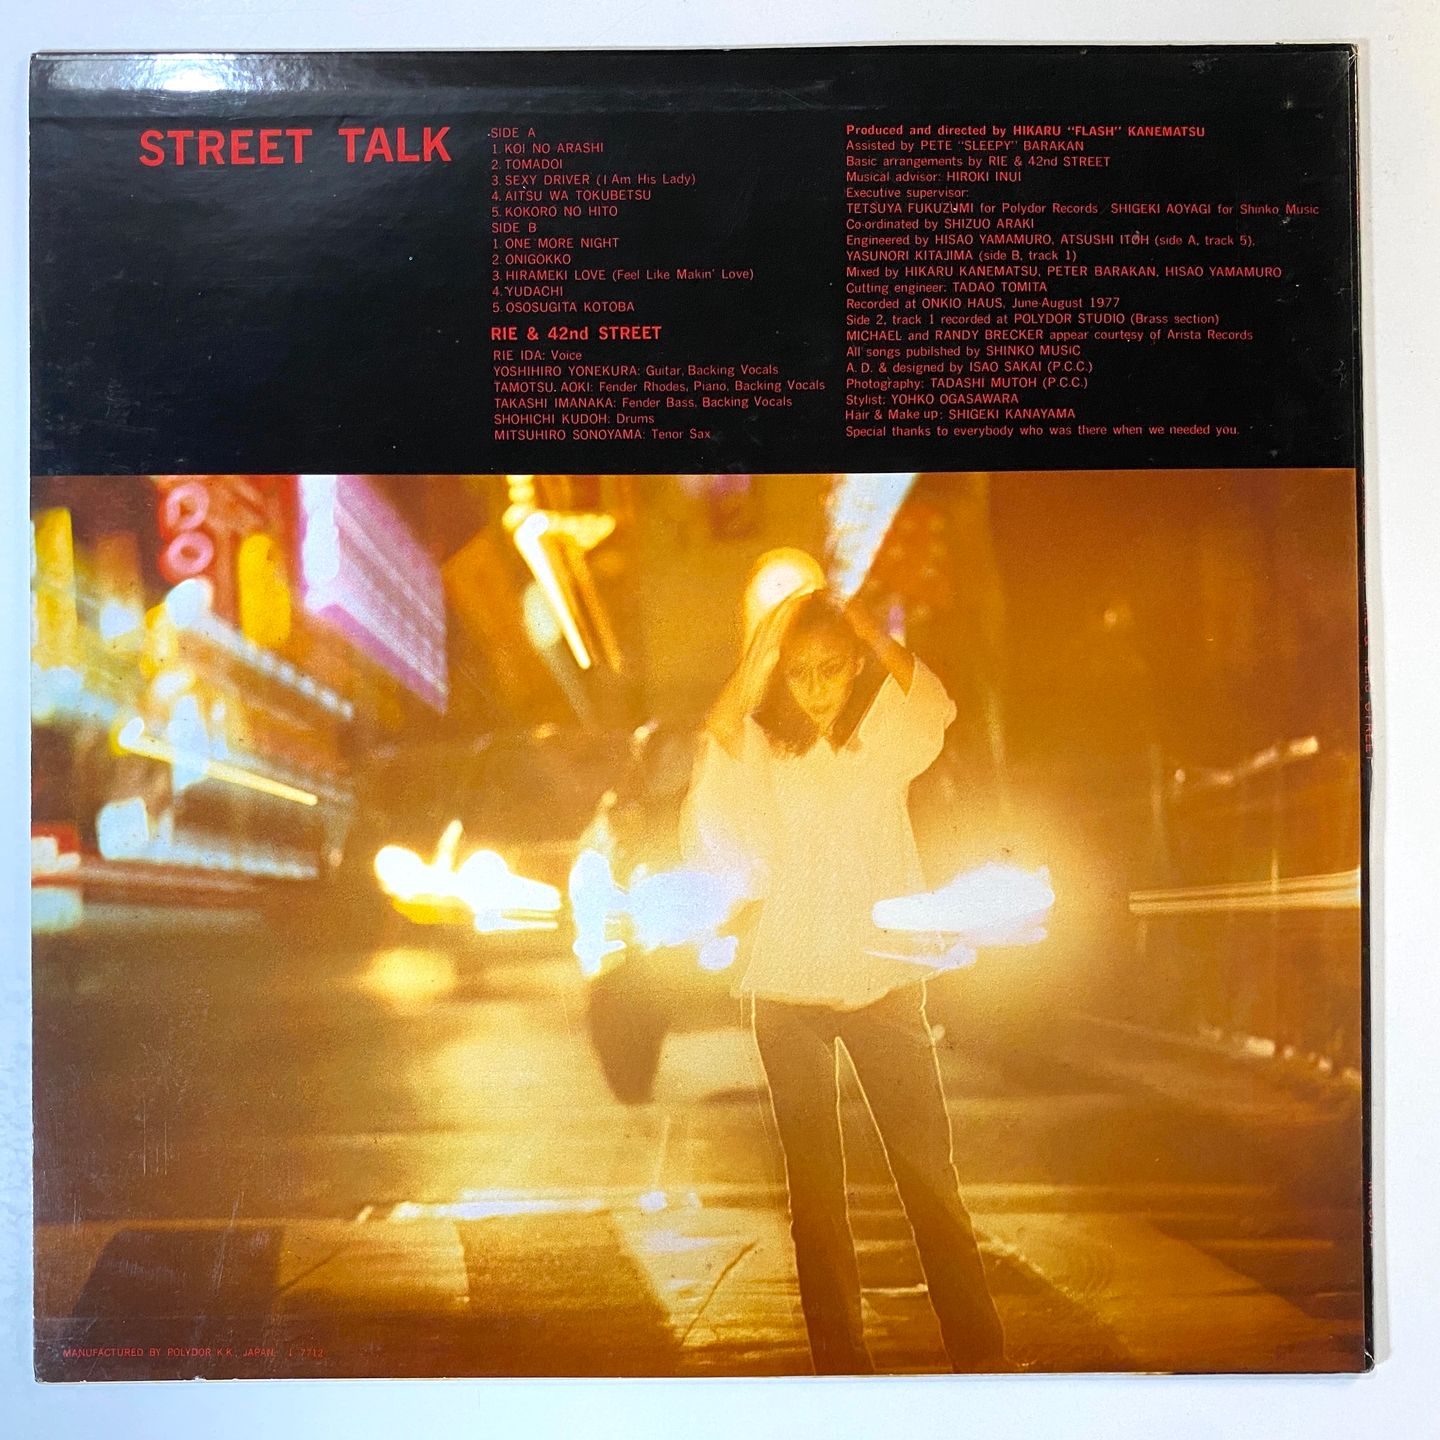 STREET TALK
SIDE A
1. KOI NO ARASHI
2. TOMADOI
3. SEXY DRIVER (I Am His Lady)
4. AITSU WA TOKUBETSU
5. KOKORO NO HITO
SIDE B
1. ONE MORE NIGHT
2. ONIGOKKO
3. HIRAMEKI LOVE (Feel Like Makin' Love)
4. YUDACHI
5. OSOSUGITA KOTOBA
RIE & 42nd STREET
RIE IDA: Voice
YOSHIHIRO YONEKURA: Guitar, Backing Vocals
TAMOTSU AOKI: Fender Rhodes, Piano, Backing Vocals
TAKASHI IMANAKA: Fender Bass, Backing Vocals
SHOHICHI KUDOH: Drums
MITSUHIRO SONOYAMA: Tenor Sax
Produced and directed by HIKARU "FLASH" KANEMATSU
Assisted by PETE "SLEEPY" BARAKAN
Basic arrangements by RIE & 42nd STREET
Musical advisor: HIROKI INUI
Executive supervisor:
TETSUYA FUKUZUMI for Polydor Records SHIGEKI AOYAGI for Shinko Music
Co-ordinated by SHIZUO ARAKI
Engineered by HISAO YAMAMURO, ATSUSHI ITOH (side A, track 5),
YASUNORI KITAJIMA (side B, track 1)
Mixed by HIKARU KANEMATSU, PETER BARAKAN, HISAO YAMAMURO
Cutting engineer: TADAO TOMITA
Recorded at ONKIO HAUS, June-August 1977
Side 2, track 1 recorded at POLYDOR STUDIO (Brass section)
MICHAEL and RANDY BRECKER appear courtesy of Arista Records
All songs pubilshed by SHINKO MUSIC
A. D. & designed by ISAO SAKAI (P.C.C.)
Photography: TADASHI MUTOH (P.C.C.)
Stylist: YOHKO OGASAWARA
Hair & Make up: SHIGEKI KANAYAMA
Special thanks to everybody who was there when we needed you.
MANUFACTURED BY POLYDOR K.K., JAPAN. I 7712